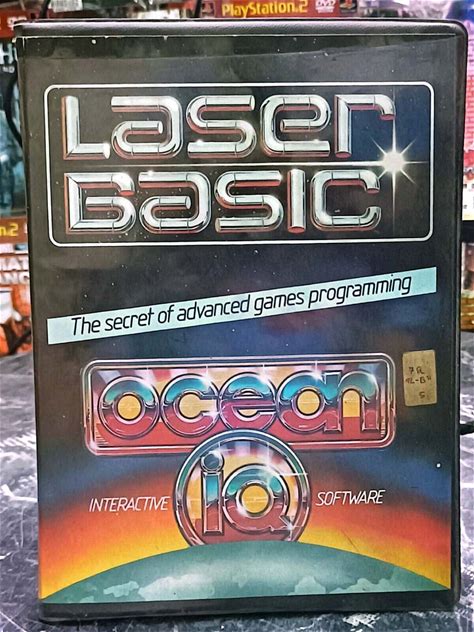 PlayStation.2
Laser
Basic
The secret of advanced games programming
ocean
iq
INTERACTIVE SOFTWARE